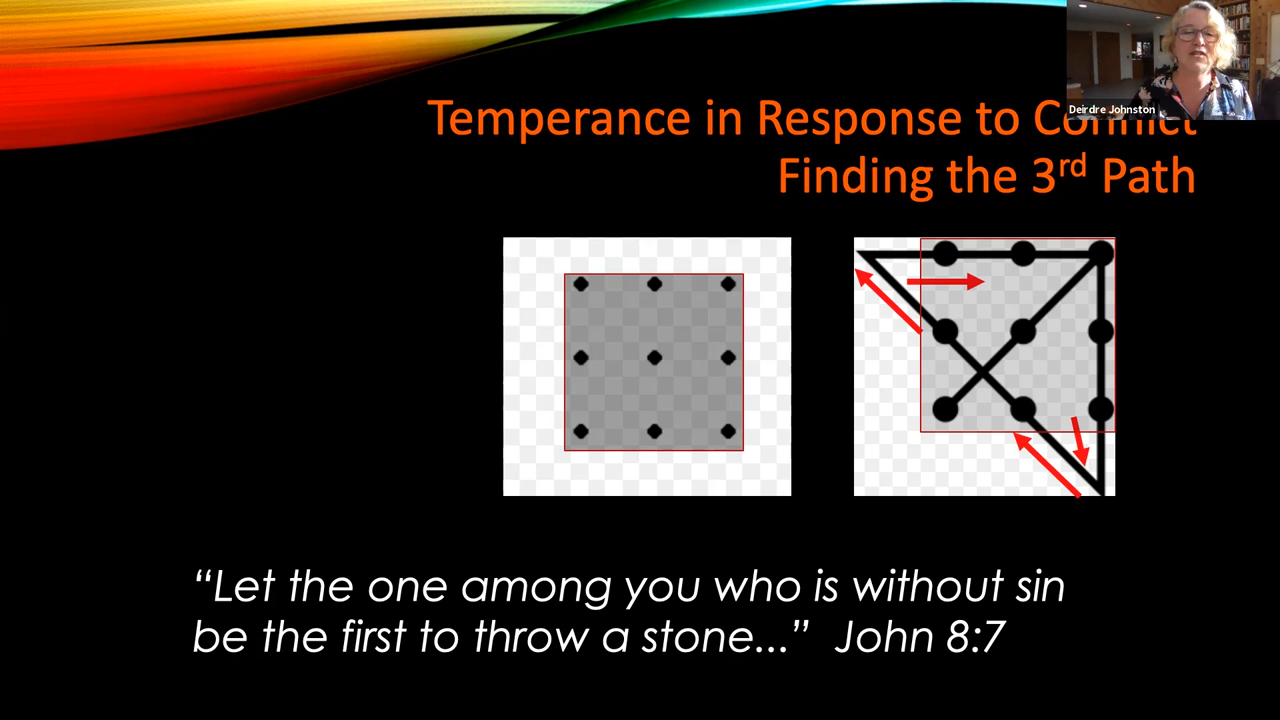 Deirdre Johnston
Temperance in Response to Conflict
Finding the 3rd Path
“Let the one among you who is without sin
be the first to throw a stone...” John 8:7